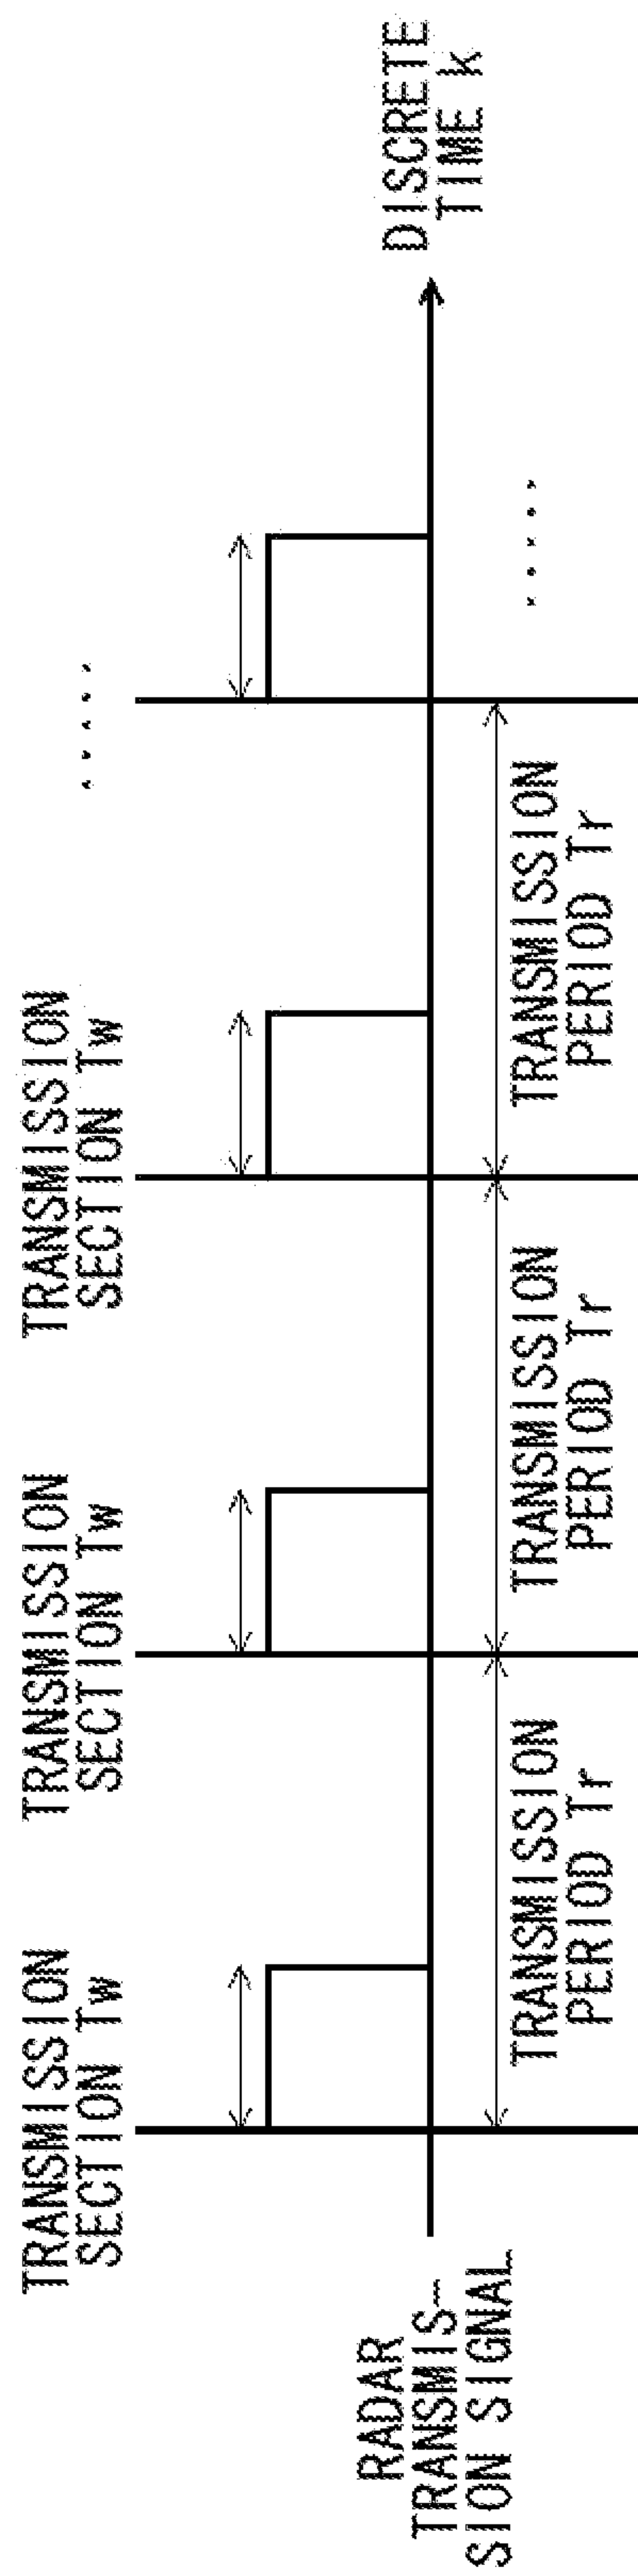 TRANSMISSION
SECTION Tw
TRANSMISSION
SECTION Tw
TRANSMISSION
SECTION Tw
.....
RADAR
TRANSMIS-
SION SIGNAL
DISCRETE
TIME k
TRANSMISSION
PERIOD Tr
TRANSMISSION
PERIOD Tr
TRANSMISSION
PERIOD Tr
.....